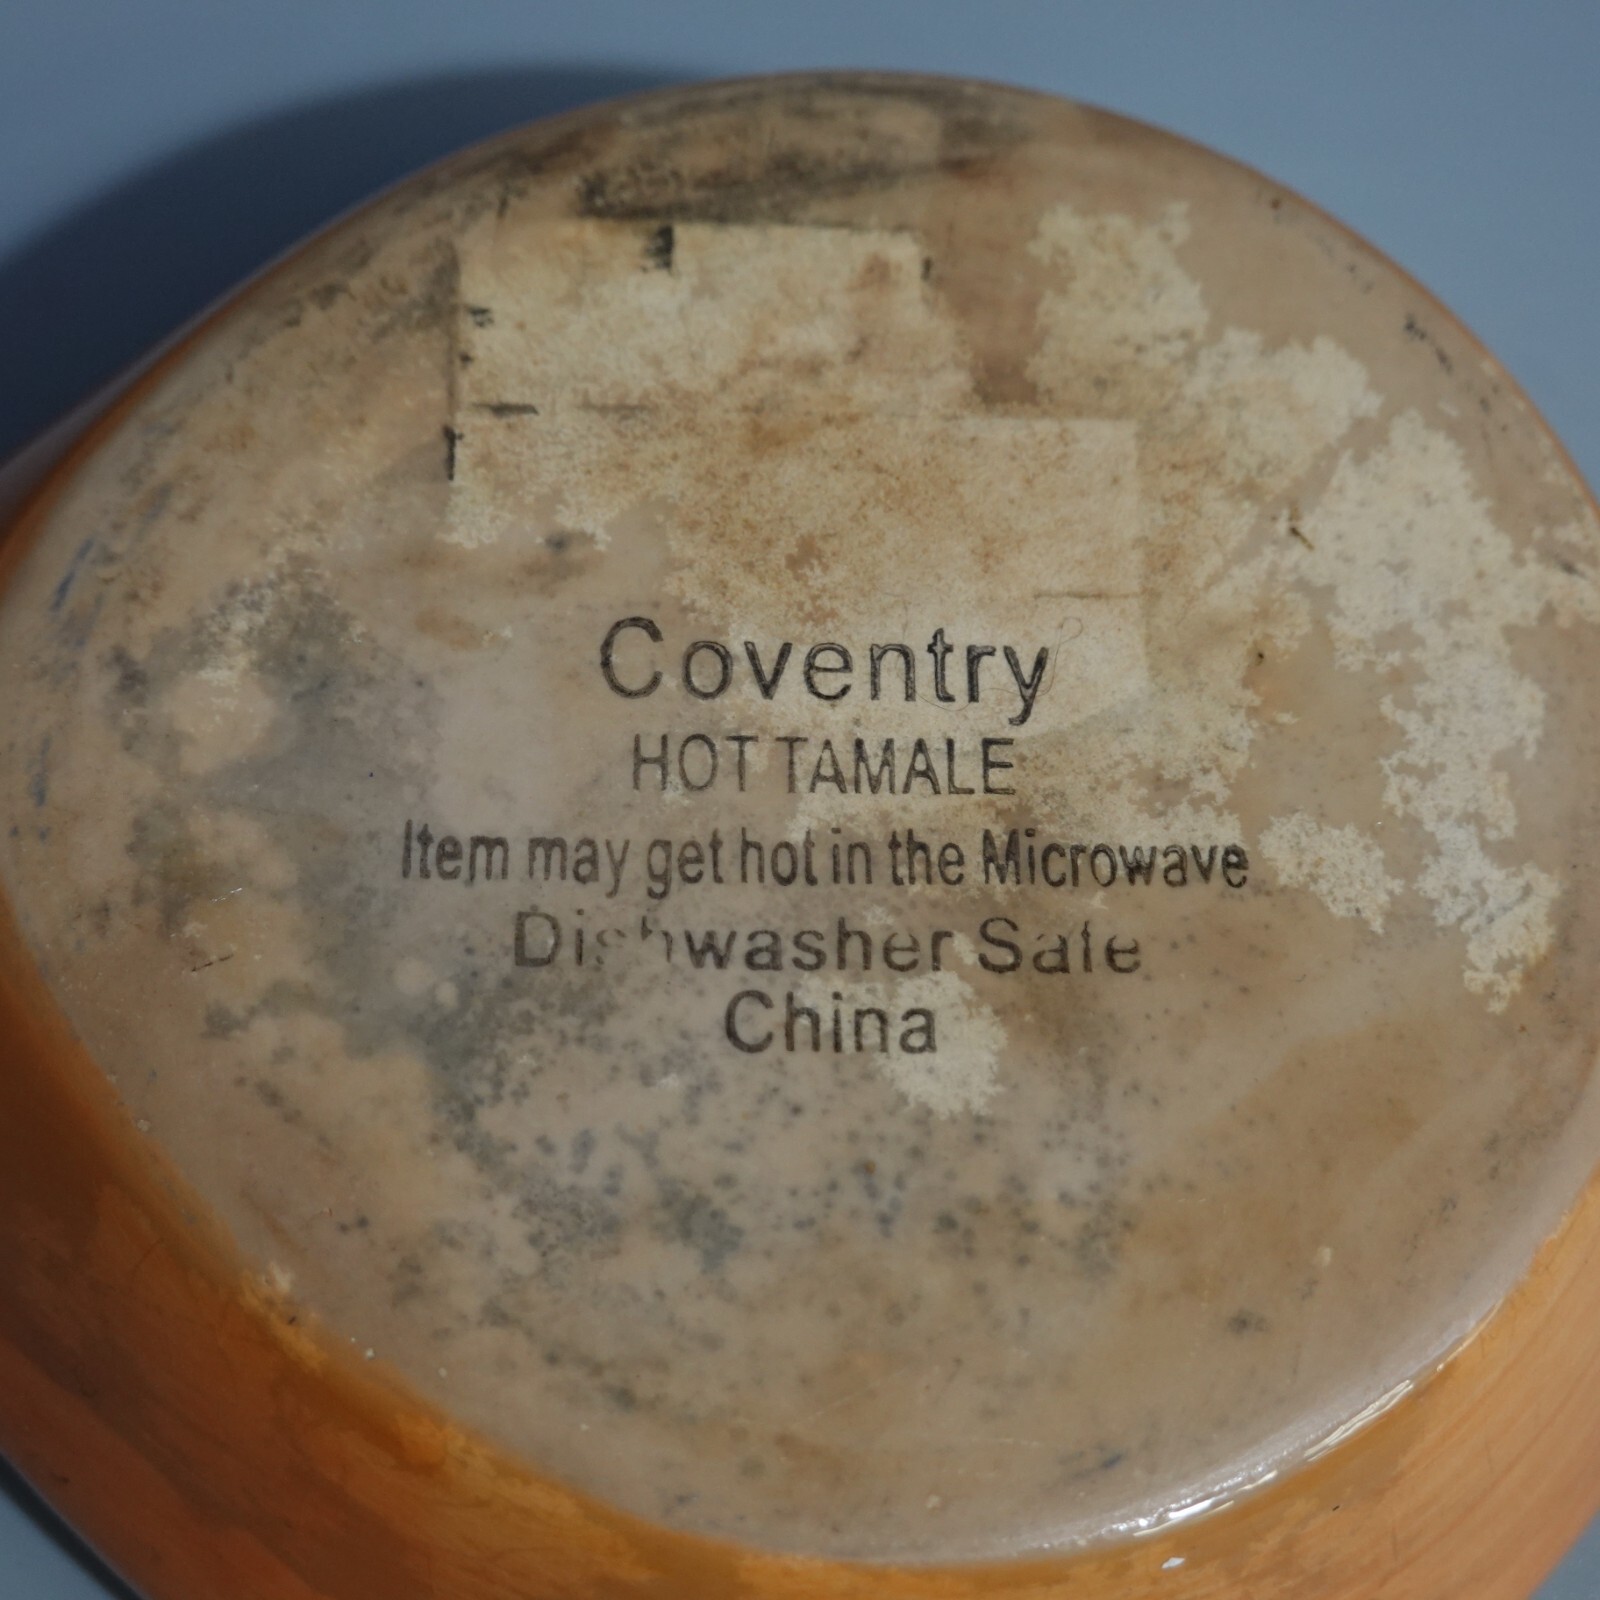 Coventry
HOT TAMALE
Item may get hot in the Microwave
Dishwasher Safe
China